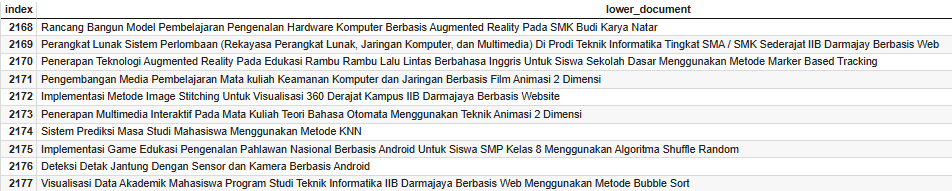 index lower_document
2168 Rancang Bangun Model Pembelajaran Pengenalan Hardware Komputer Berbasis Augmented Reality Pada SMK Budi Karya Natar
2169 Perangkat Lunak Sistem Perlombaan (Rekayasa Perangkat Lunak, Jaringan Komputer, dan Multimedia) Di Prodi Teknik Informatika Tingkat SMA / SMK Sederajat IIB Darmajay Berbasis Web
2170 Penerapan Teknologi Augmented Reality Pada Edukasi Rambu Rambu Lalu Lintas Berbahasa Inggris Untuk Siswa Sekolah Dasar Menggunakan Metode Marker Based Tracking
2171 Pengembangan Media Pembelajaran Mata kuliah Keamanan Komputer dan Jaringan Berbasis Film Animasi 2 Dimensi
2172 Implementasi Metode Image Stitching Untuk Visualisasi 360 Derajat Kampus IIB Darmajaya Berbasis Website
2173 Penerapan Multimedia Interaktif Pada Mata Kuliah Teori Bahasa Otomata Menggunakan Teknik Animasi 2 Dimensi
2174 Sistem Prediksi Masa Studi Mahasiswa Menggunakan Metode KNN
2175 Implementasi Game Edukasi Pengenalan Pahlawan Nasional Berbasis Android Untuk Siswa SMP Kelas 8 Menggunakan Algoritma Shuffle Random
2176 Deteksi Detak Jantung Dengan Sensor dan Kamera Berbasis Android
2177 Visualisasi Data Akademik Mahasiswa Program Studi Teknik Informatika IIB Darmajaya Berbasis Web Menggunakan Metode Bubble Sort